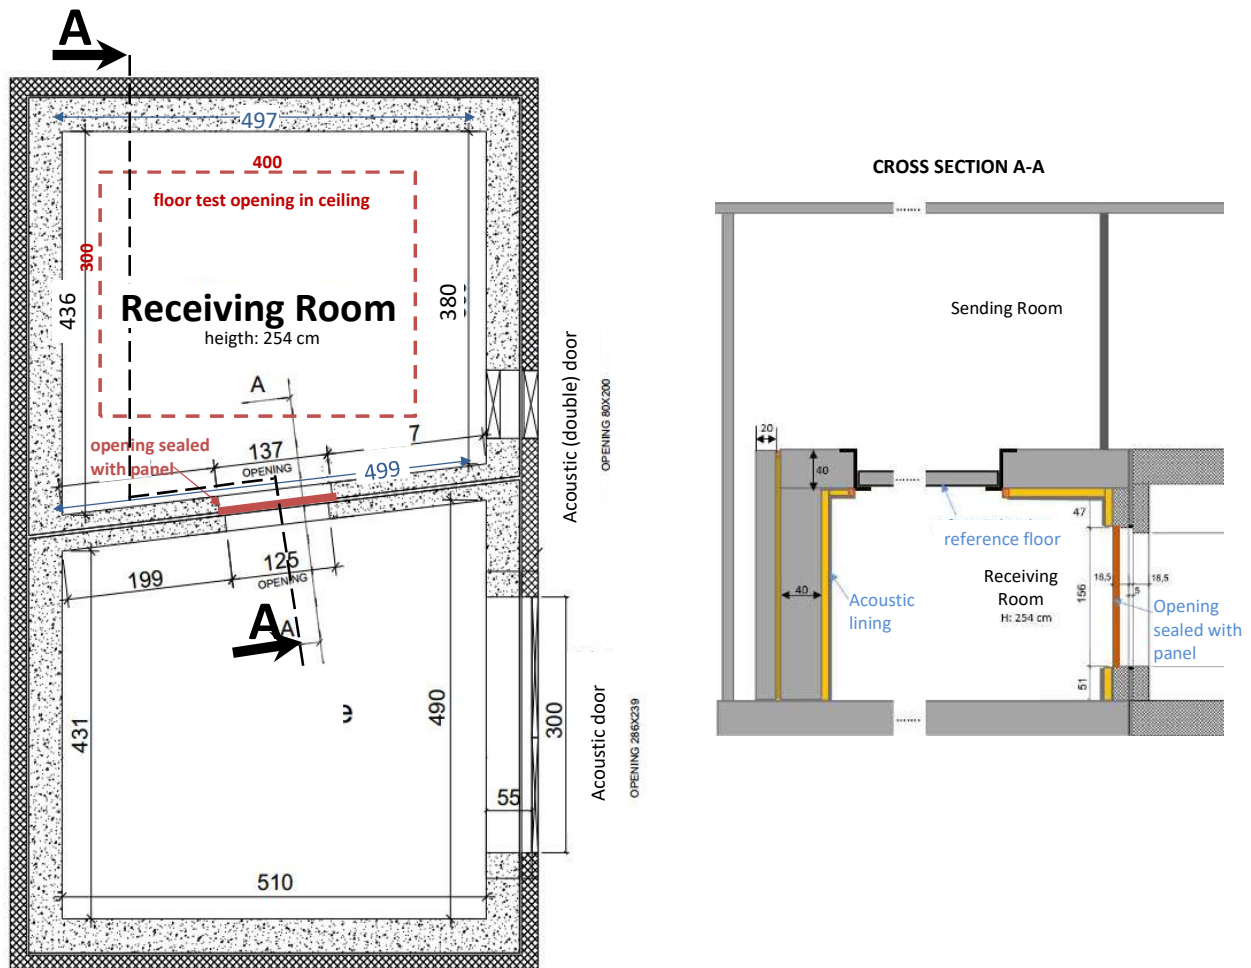 A
497
400
floor test opening in ceiling
300
436
Receiving Room
heigth: 254 cm
380
A
7
opening sealed
with panel
137
OPENING
499
Acoustic (double) door
OPENING 80X200
199
125
OPENING
A
A
431
490
e
300
55
510
Acoustic door
OPENING 286X239
CROSS SECTION A-A
Sending Room
20
40
47
reference floor
Receiving
Room
H: 254 cm
40
Acoustic
lining
156
18,5
5
18,5
Opening
sealed with
panel
51